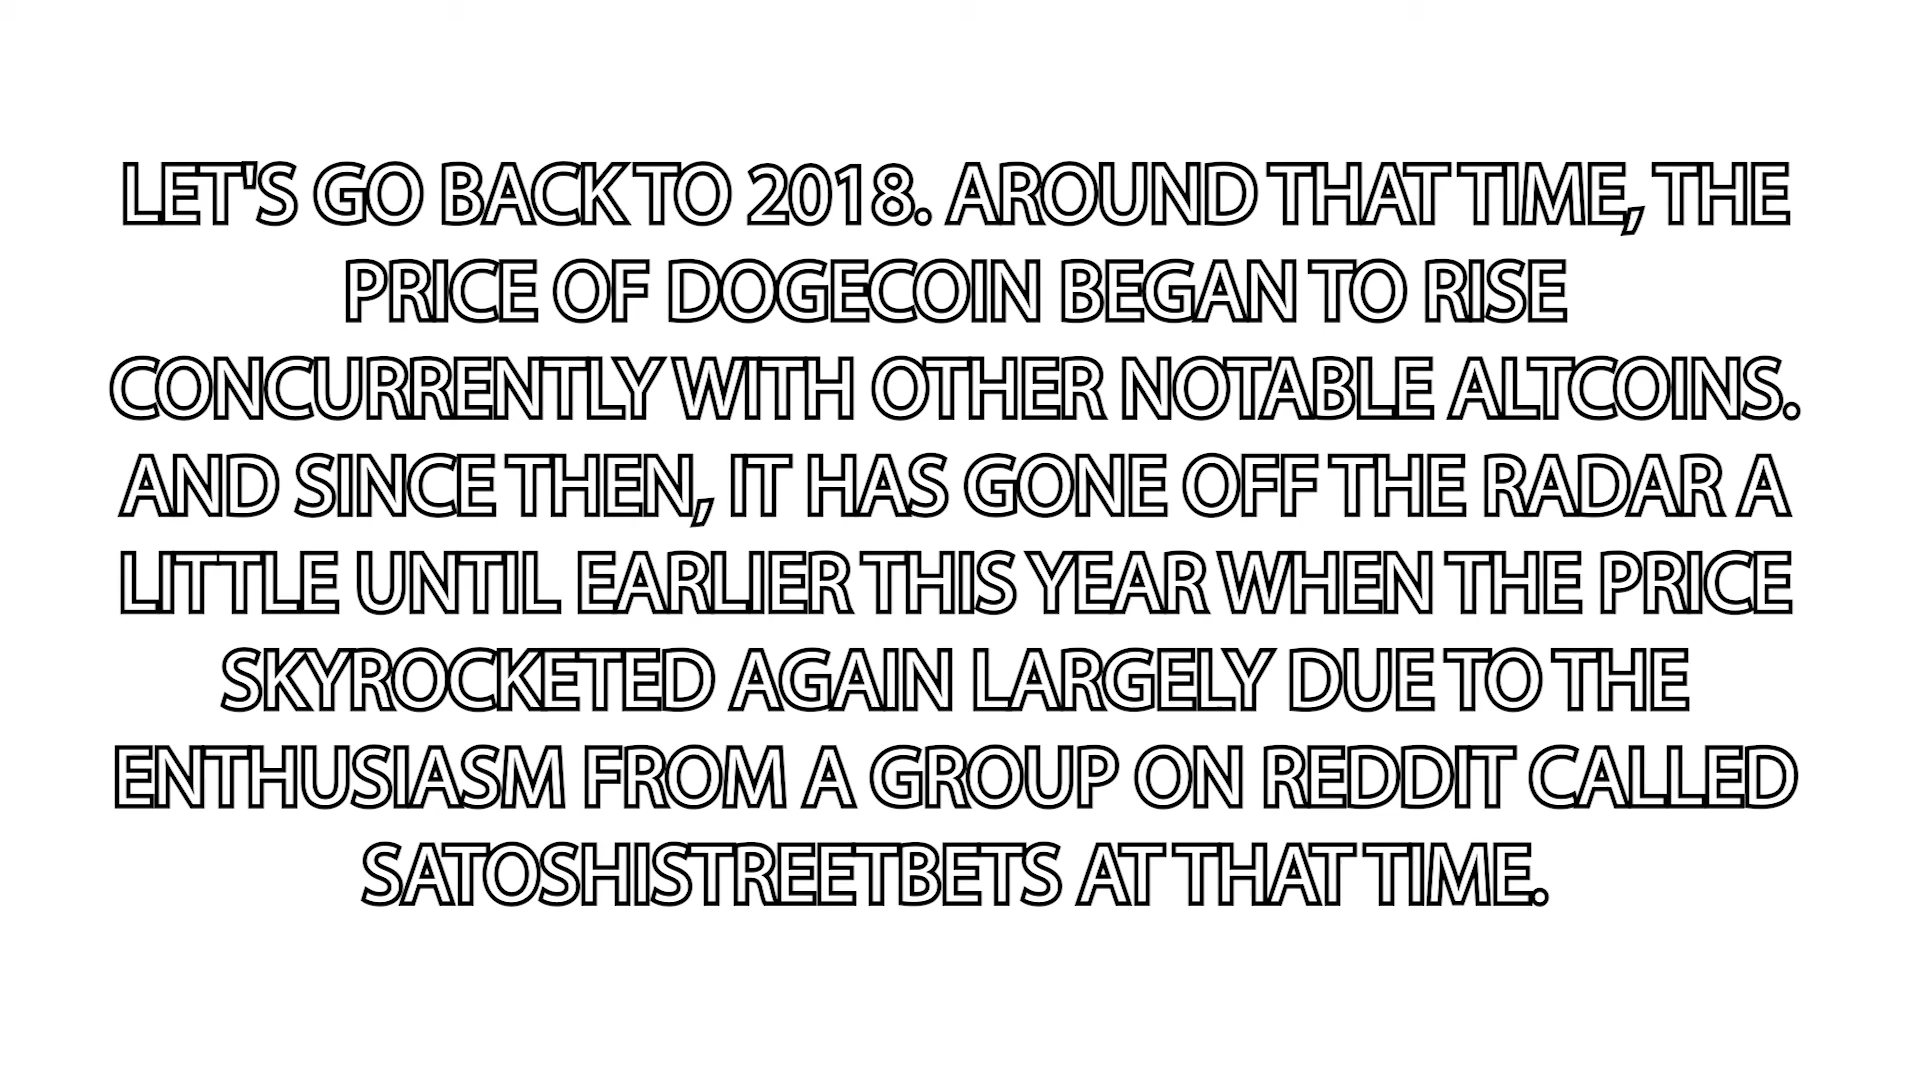 LET'S GO BACK TO 2018. AROUND THAT TIME, THE
PRICE OF DOGECOIN BEGAN TO RISE
CONCURRENTLY WITH OTHER NOTABLE ALTCOINS.
AND SINCE THEN, IT HAS GONE OFF THE RADAR A
LITTLE UNTIL EARLIER THIS YEAR WHEN THE PRICE
SKYROCKETED AGAIN LARGELY DUE TO THE
ENTHUSIASM FROM A GROUP ON REDDIT CALLED
SATOSHISTREETBETS AT THAT TIME.